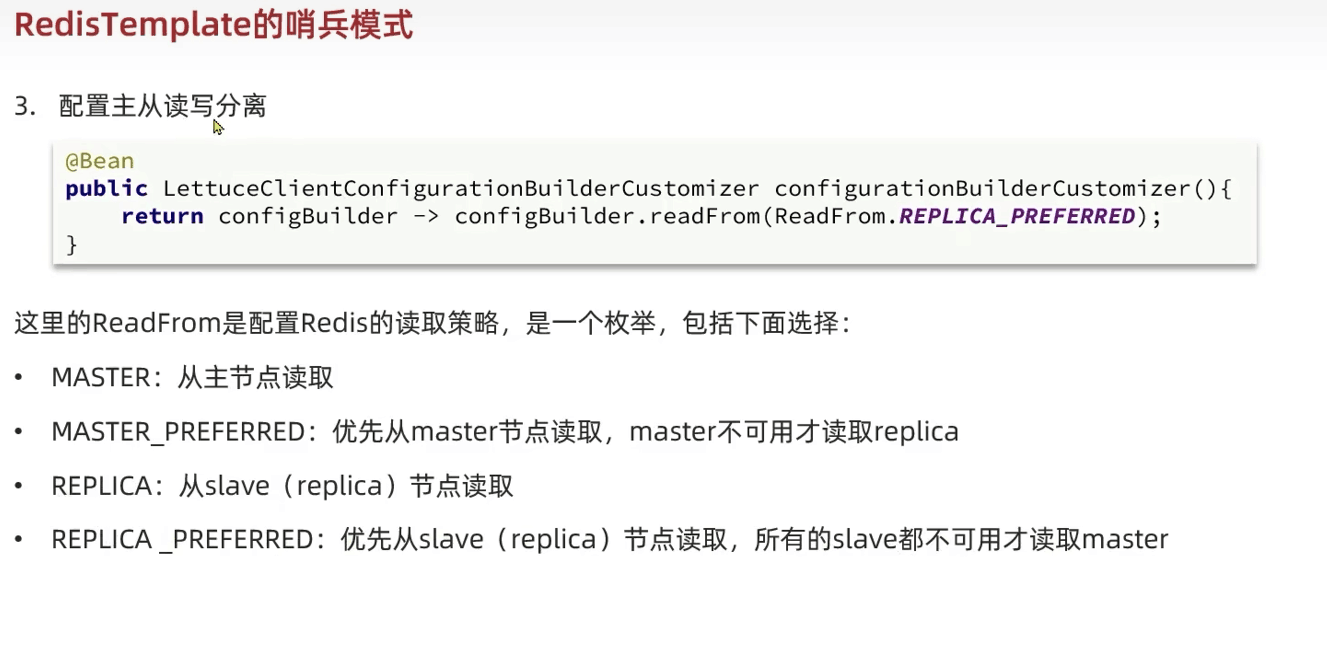 RedisTemplate的哨兵模式
3. 配置主从读写分离
@Bean
public LettuceClientConfigurationBuilderCustomizer configurationBuilderCustomizer(){
    return configBuilder -> configBuilder.readFrom(ReadFrom.REPLICA_PREFERRED);
}
这里的ReadFrom是配置Redis的读取策略，是一个枚举，包括下面选择：
• MASTER：从主节点读取
• MASTER_PREFERRED：优先从master节点读取，master不可用才读取replica
• REPLICA：从slave（replica）节点读取
• REPLICA _PREFERRED：优先从slave（replica）节点读取，所有的slave都不可用才读取master